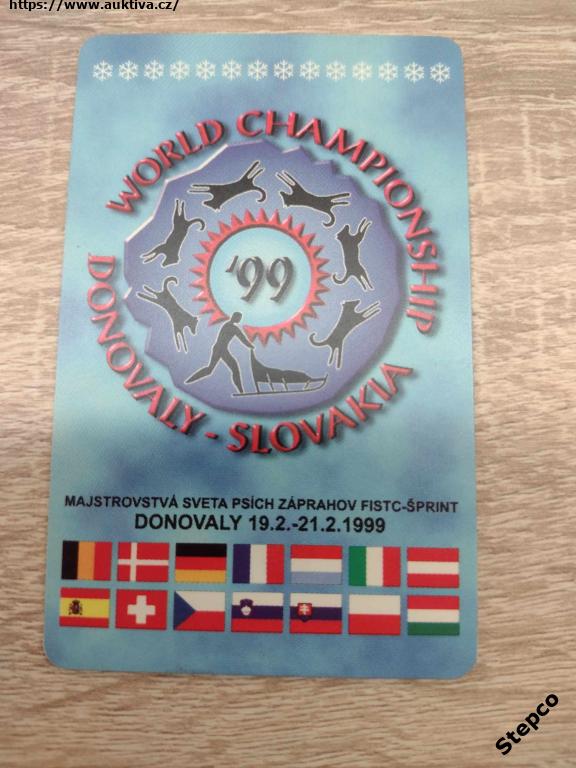 https://www.auktiva.cz/
WORLD CHAMPIONSHIP
'99
DONOVALY - SLOVAKIA
MAJSTROVSTVÁ SVETA PSÍCH ZÁPRAHOV FISTC-ŠPRINT
DONOVALY 19.2.-21.2.1999
Stepco